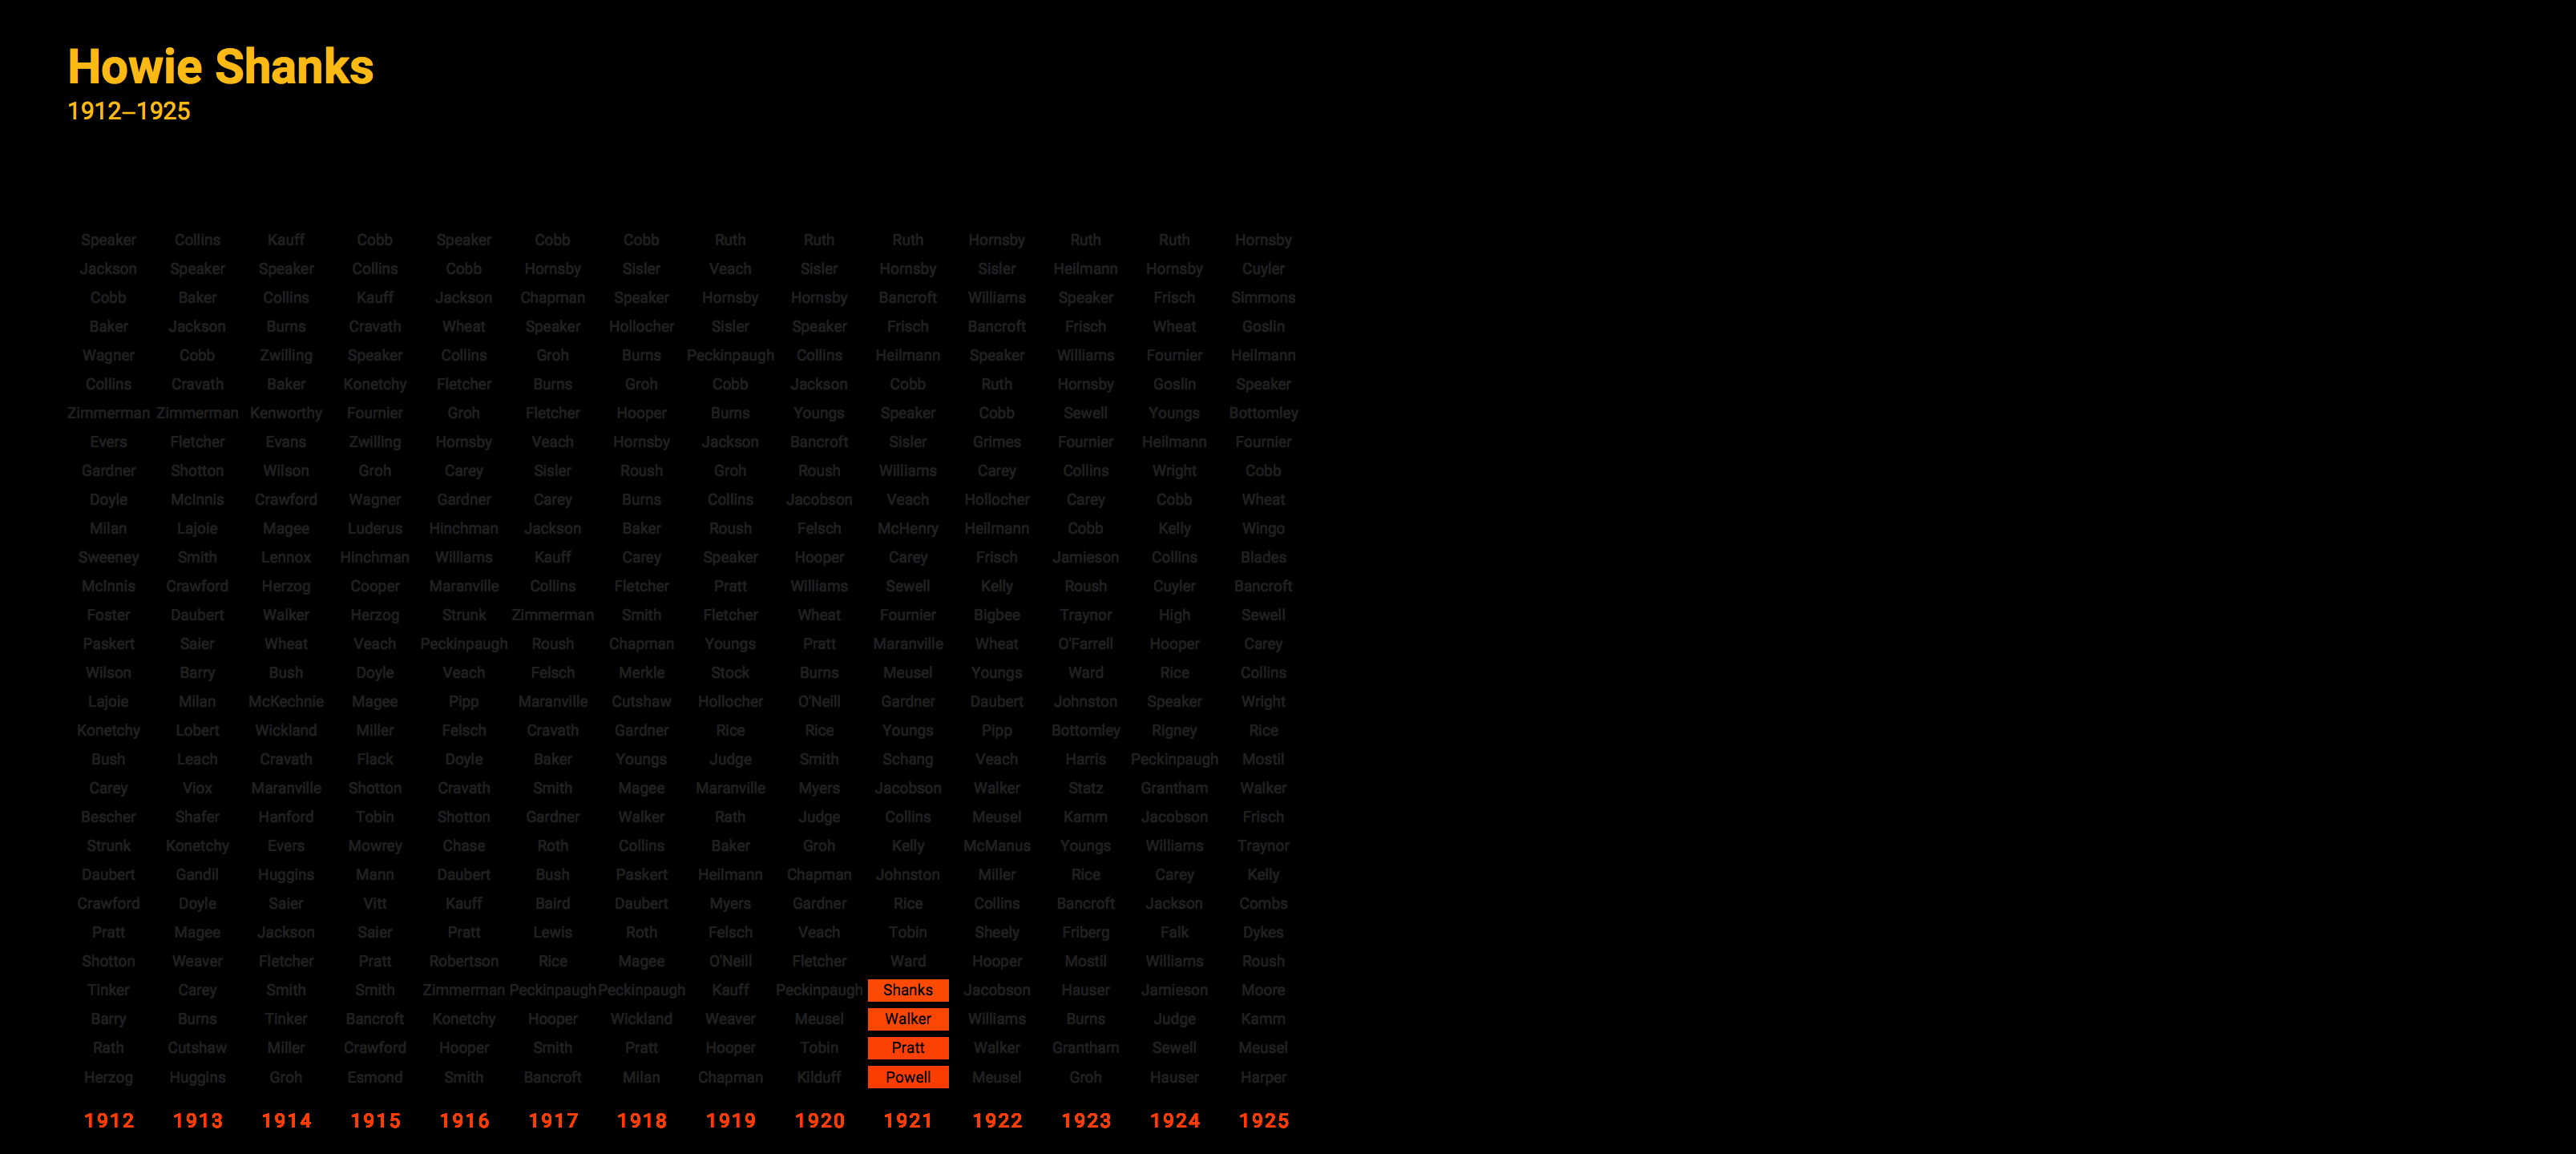 Howie Shanks
1912–1925
Speaker Collins Kauff Cobb Speaker Cobb Cobb Ruth Ruth Ruth Hornsby Ruth Ruth Hornsby
Jackson Speaker Speaker Collins Cobb Hornsby Sisler Veach Sisler Hornsby Sisler Heilmann Hornsby Cuyler
Cobb Baker Collins Kauff Jackson Chapman Speaker Hornsby Hornsby Bancroft Williams Speaker Frisch Simmons
Baker Jackson Burns Cravath Wheat Speaker Hollocher Sisler Speaker Frisch Bancroft Frisch Wheat Goslin
Wagner Cobb Zwilling Speaker Collins Groh Burns Peckinpaugh Collins Heilmann Speaker Williams Fournier Heilmann
Collins Cravath Baker Konetchy Fletcher Burns Groh Cobb Jackson Cobb Ruth Hornsby Goslin Speaker
Zimmerman Zimmerman Kenworthy Fournier Groh Fletcher Hooper Burns Youngs Speaker Cobb Sewell Youngs Bottomley
Evers Fletcher Evans Zwilling Hornsby Veach Hornsby Jackson Bancroft Sisler Grimes Fournier Heilmann Fournier
Gardner Shotton Wilson Groh Carey Sisler Roush Groh Roush Williams Carey Collins Wright Cobb
Doyle McInnis Crawford Wagner Gardner Carey Burns Collins Jacobson Veach Hollocher Carey Cobb Wheat
Milan Lajoie Magee Luderus Hinchman Jackson Baker Roush Felsch McHenry Heilmann Cobb Kelly Wingo
Sweeney Smith Lennox Hinchman Williams Kauff Carey Speaker Hooper Carey Frisch Jamieson Collins Blades
McInnis Crawford Herzog Cooper Maranville Collins Fletcher Pratt Williams Sewell Kelly Roush Cuyler Bancroft
Foster Daubert Walker Herzog Strunk Zimmerman Smith Fletcher Wheat Fournier Bigbee Traynor High Sewell
Paskert Saier Wheat Veach Peckinpaugh Roush Chapman Youngs Pratt Maranville Wheat O'Farrell Hooper Carey
Wilson Barry Bush Doyle Veach Felsch Merkle Stock Burns Meusel Youngs Ward Rice Collins
Lajoie Milan McKechnie Magee Pipp Maranville Cutshaw Hollocher O'Neill Gardner Daubert Johnston Speaker Wright
Konetchy Lobert Wickland Miller Felsch Cravath Gardner Rice Rice Youngs Pipp Bottomley Rigney Rice
Bush Leach Cravath Flack Doyle Baker Youngs Judge Smith Schang Veach Harris Peckinpaugh Mostil
Carey Viox Maranville Shotton Cravath Smith Magee Maranville Myers Jacobson Walker Statz Grantham Walker
Bescher Shafer Hanford Tobin Shotton Gardner Walker Rath Judge Collins Meusel Kamm Jacobson Frisch
Strunk Konetchy Evers Mowrey Chase Roth Collins Baker Groh Kelly McManus Youngs Williams Traynor
Daubert Gandil Huggins Mann Daubert Bush Paskert Heilmann Chapman Johnston Miller Rice Carey Kelly
Crawford Doyle Saier Vitt Kauff Baird Daubert Myers Gardner Rice Collins Bancroft Jackson Combs
Pratt Magee Jackson Saier Pratt Lewis Roth Felsch Veach Tobin Sheely Friberg Falk Dykes
Shotton Weaver Fletcher Pratt Robertson Rice Magee O'Neill Fletcher Ward Hooper Mostil Williams Roush
Tinker Carey Smith Smith Zimmerman Peckinpaugh Peckinpaugh Kauff Peckinpaugh Shanks Jacobson Hauser Jamieson Moore
Barry Burns Tinker Bancroft Konetchy Hooper Wickland Weaver Meusel Walker Williams Burns Judge Kamm
Rath Cutshaw Miller Crawford Hooper Smith Pratt Hooper Tobin Pratt Walker Grantham Sewell Meusel
Herzog Huggins Groh Esmond Smith Bancroft Milan Chapman Kilduff Powell Meusel Groh Hauser Harper
1912 1913 1914 1915 1916 1917 1918 1919 1920 1921 1922 1923 1924 1925